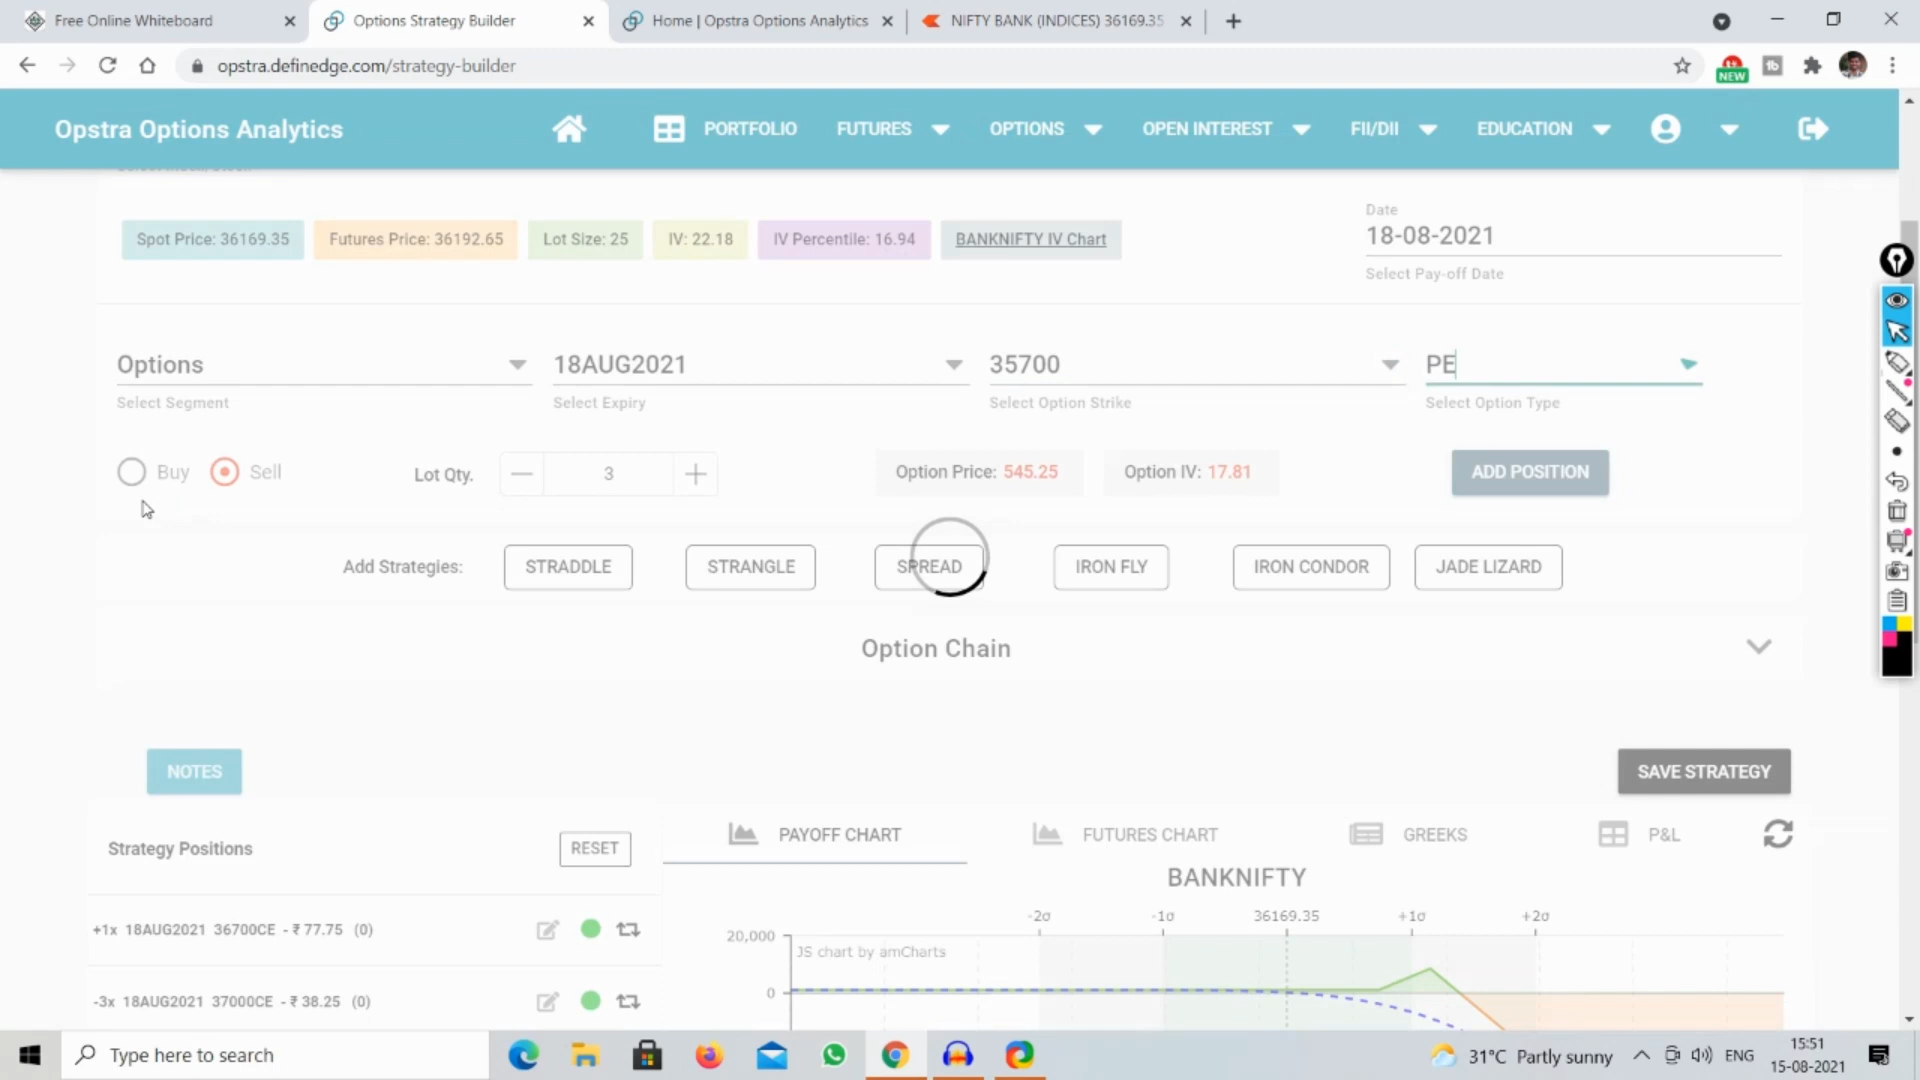 Free Online Whiteboard
Options Strategy Builder
Home | Opstra Options Analytics
NIFTY BANK (INDICES) 36169.35
opstra.definedge.com/strategy-builder
NEW
Opstra Options Analytics
PORTFOLIO
FUTURES
OPTIONS
OPEN INTEREST
FII/DII
EDUCATION
Spot Price: 36169.35
Futures Price: 36192.65
Lot Size: 25
IV: 22.18
IV Percentile: 16.94
BANKNIFTY IV Chart
Date
18-08-2021
Select Pay-off Date
Options
18AUG2021
35700
PE
Select Segment
Select Expiry
Select Option Strike
Select Option Type
Buy
Sell
Lot Qty.
3
Option Price: 545.25
Option IV: 17.81
ADD POSITION
Add Strategies:
STRADDLE
STRANGLE
SPREAD
IRON FLY
IRON CONDOR
JADE LIZARD
Option Chain
NOTES
SAVE STRATEGY
Strategy Positions
RESET
PAYOFF CHART
FUTURES CHART
GREEKS
P&L
BANKNIFTY
-2σ
-1σ
36169.35
+1σ
+2σ
+1x 18AUG2021 36700CE - ₹ 77.75 (0)
20,000
JS chart by amCharts
-3x 18AUG2021 37000CE - ₹ 38.25 (0)
0
Type here to search
31°C Partly sunny
ENG
15:51
15-08-2021